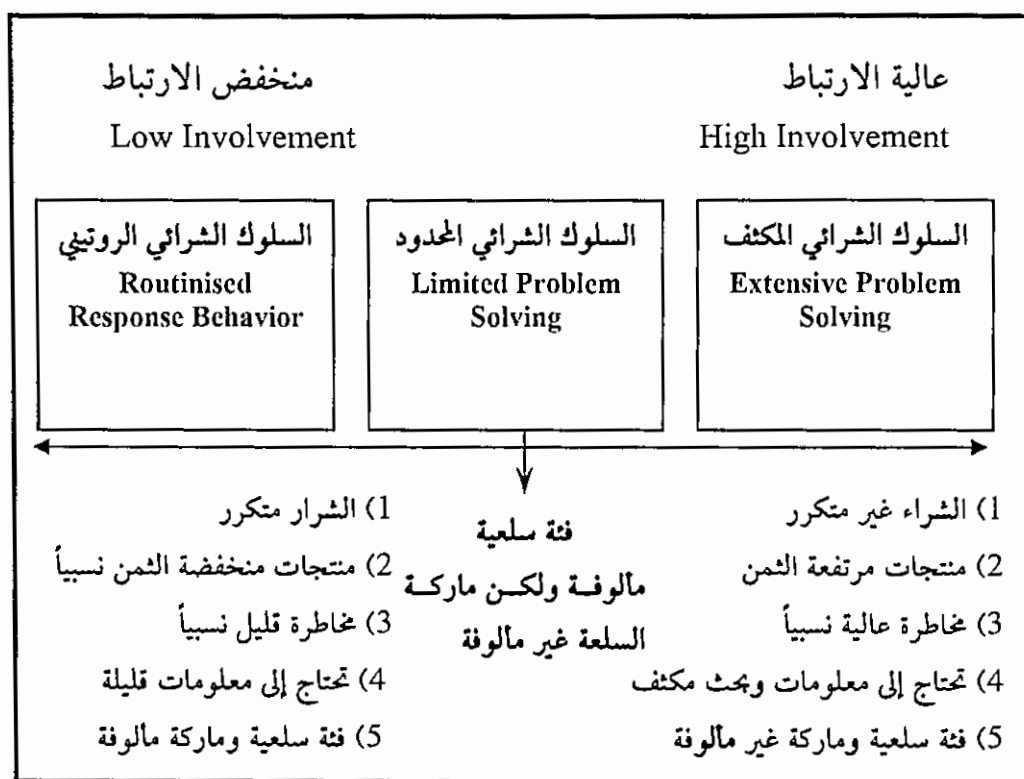 عالية الارتباط
High Involvement
منخفض الارتباط
Low Involvement
السلوك الشرائي المكثف
Extensive Problem
Solving
السلوك الشرائي المحدود
Limited Problem
Solving
السلوك الشرائي الروتيني
Routinised
Response Behavior
1) الشراء غير متكرر
2) منتجات مرتفعة الثمن
3) مخاطرة عالية نسبياً
4) تحتاج إلى معلومات وبحث مكثف
5) فئة سلعية وماركة غير مألوفة
فئة سلعية
مألوفة ولكن ماركة
السلعة غير مألوفة
1) الشرار متكرر
2) منتجات منخفضة الثمن نسبياً
3) مخاطرة قليل نسبياً
4) تحتاج إلى معلومات قليلة
5) فئة سلعية وماركة مألوفة